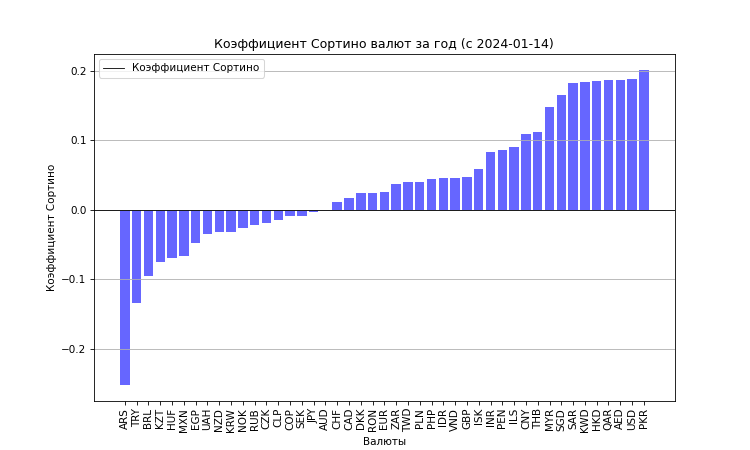 Коэффициент Сортино валют за год (с 2024-01-14)
Коэффициент Сортино
0.2
0.1
0.0
−0.1
−0.2
Коэффициент Сортино
ARS TRY BRL KZT HUF MXN EGP UAH NZD KRW NOK RUB CZK CLP COP SEK JPY AUD CHF CAD DKK RON EUR ZAR TWD PLN PHP IDR VND GBP ISK INR PEN ILS CNY THB MYR SGD SAR KWD HKD QAR AED USD PKR
Валюты